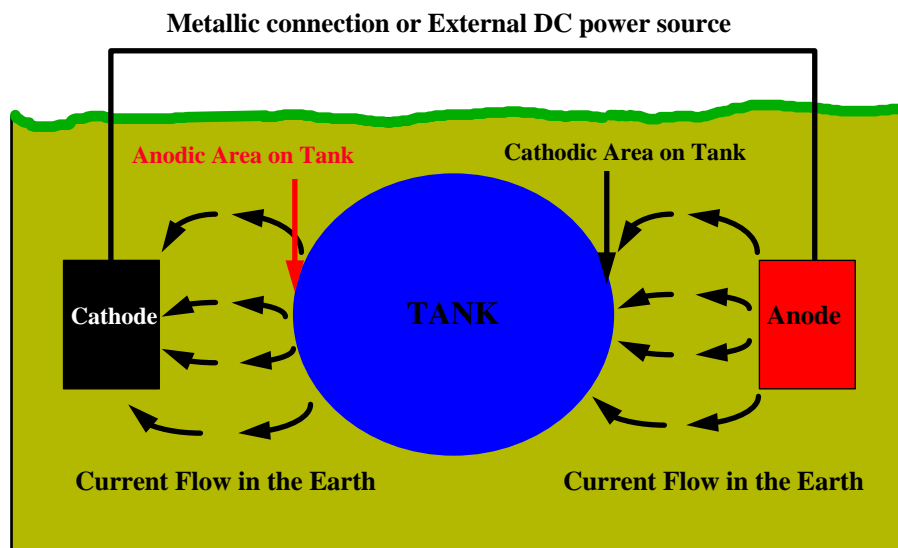 Metallic connection or External DC power source
Anodic Area on Tank
Cathodic Area on Tank
Cathode
TANK
Anode
Current Flow in the Earth
Current Flow in the Earth